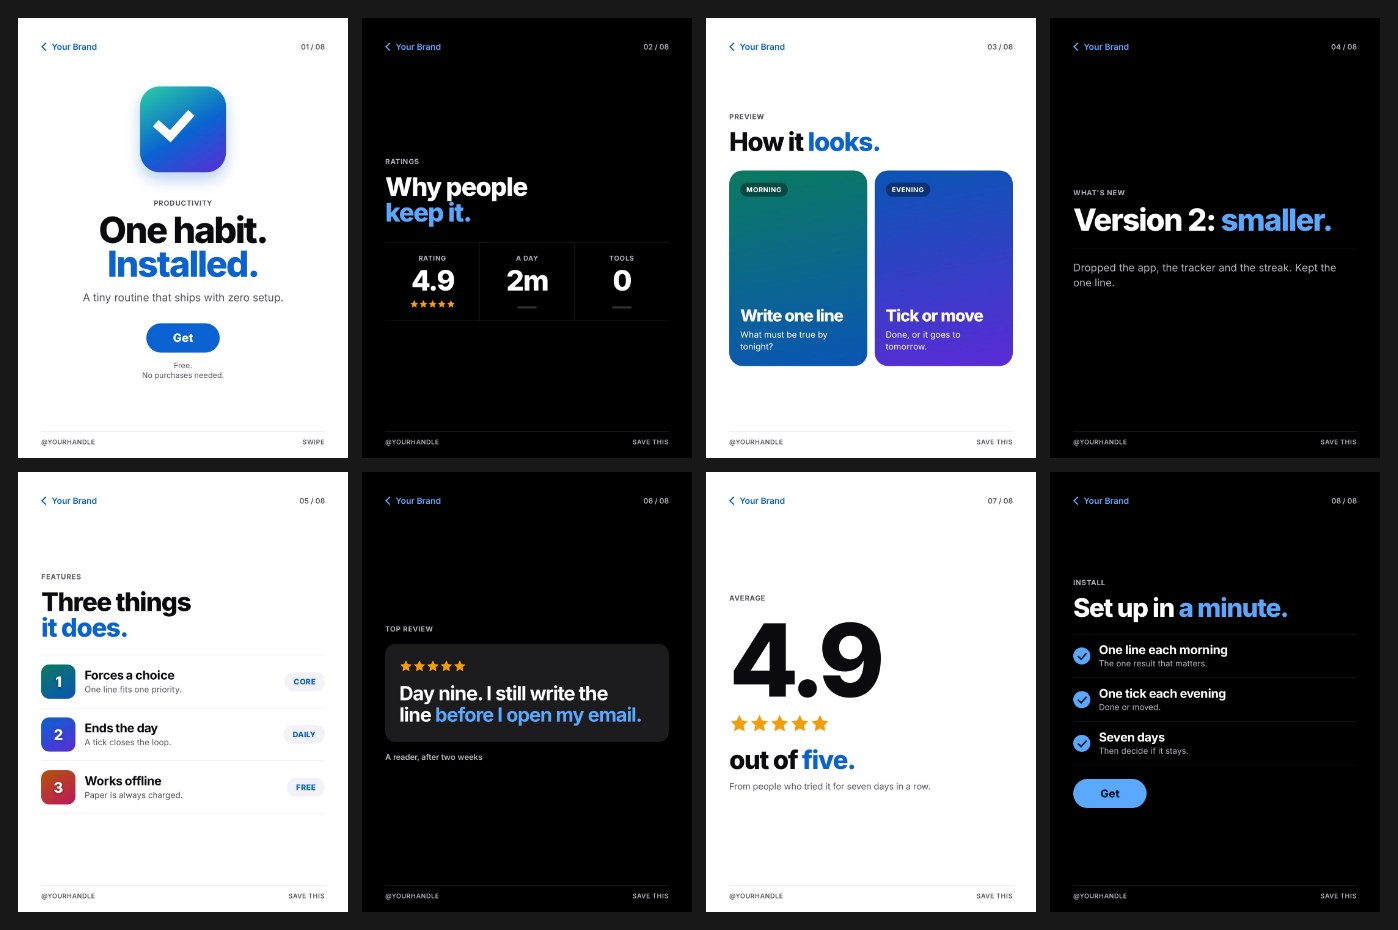 Your Brand
01 / 08
PRODUCTIVITY
One habit.
Installed.
A tiny routine that ships with zero setup.
Get
Free.
No purchases needed.
@YOURHANDLE
SWIPE
Your Brand
02 / 08
RATINGS
Why people
keep it.
RATING
4.9
A DAY
2m
TOOLS
0
@YOURHANDLE
SAVE THIS
Your Brand
03 / 08
PREVIEW
How it looks.
MORNING
Write one line
What must be true by
tonight?
EVENING
Tick or move
Done, or it goes to
tomorrow.
@YOURHANDLE
SAVE THIS
Your Brand
04 / 08
WHAT'S NEW
Version 2: smaller.
Dropped the app, the tracker and the streak. Kept the
one line.
@YOURHANDLE
SAVE THIS
Your Brand
05 / 08
FEATURES
Three things
it does.
1
Forces a choice
One line fits one priority.
CORE
2
Ends the day
A tick closes the loop.
DAILY
3
Works offline
Paper is always charged.
FREE
@YOURHANDLE
SAVE THIS
Your Brand
06 / 08
TOP REVIEW
Day nine. I still write the
line before I open my email.
A reader, after two weeks
@YOURHANDLE
SAVE THIS
Your Brand
07 / 08
AVERAGE
4.9
out of five.
From people who tried it for seven days in a row.
@YOURHANDLE
SAVE THIS
Your Brand
08 / 08
INSTALL
Set up in a minute.
One line each morning
The one result that matters.
One tick each evening
Done or moved.
Seven days
Then decide if it stays.
Get
@YOURHANDLE
SAVE THIS